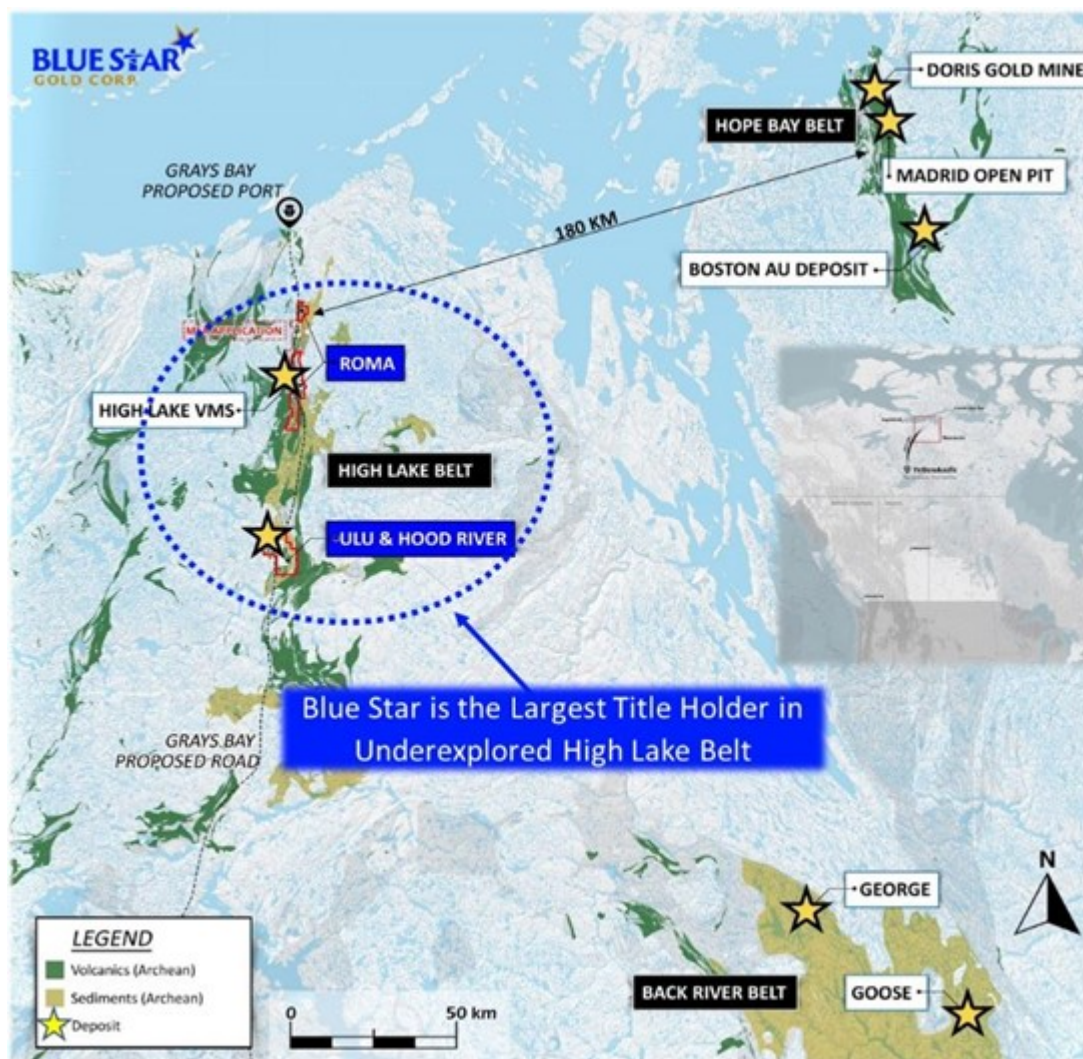 BLUE STAR
GOLD CORP.
DORIS GOLD MINE
HOPE BAY BELT
MADRID OPEN PIT
GRAYS BAY
PROPOSED PORT
180 KM
BOSTON AU DEPOSIT
APPLICATION
ROMA
HIGH LAKE VMS
HIGH LAKE BELT
Yellowknife
ULU & HOOD RIVER
Blue Star is the Largest Title Holder in
Underexplored High Lake Belt
GRAYS BAY
PROPOSED ROAD
N
GEORGE
LEGEND
Volcanics (Archean)
Sediments (Archean)
Deposit
BACK RIVER BELT
GOOSE
0
50 km